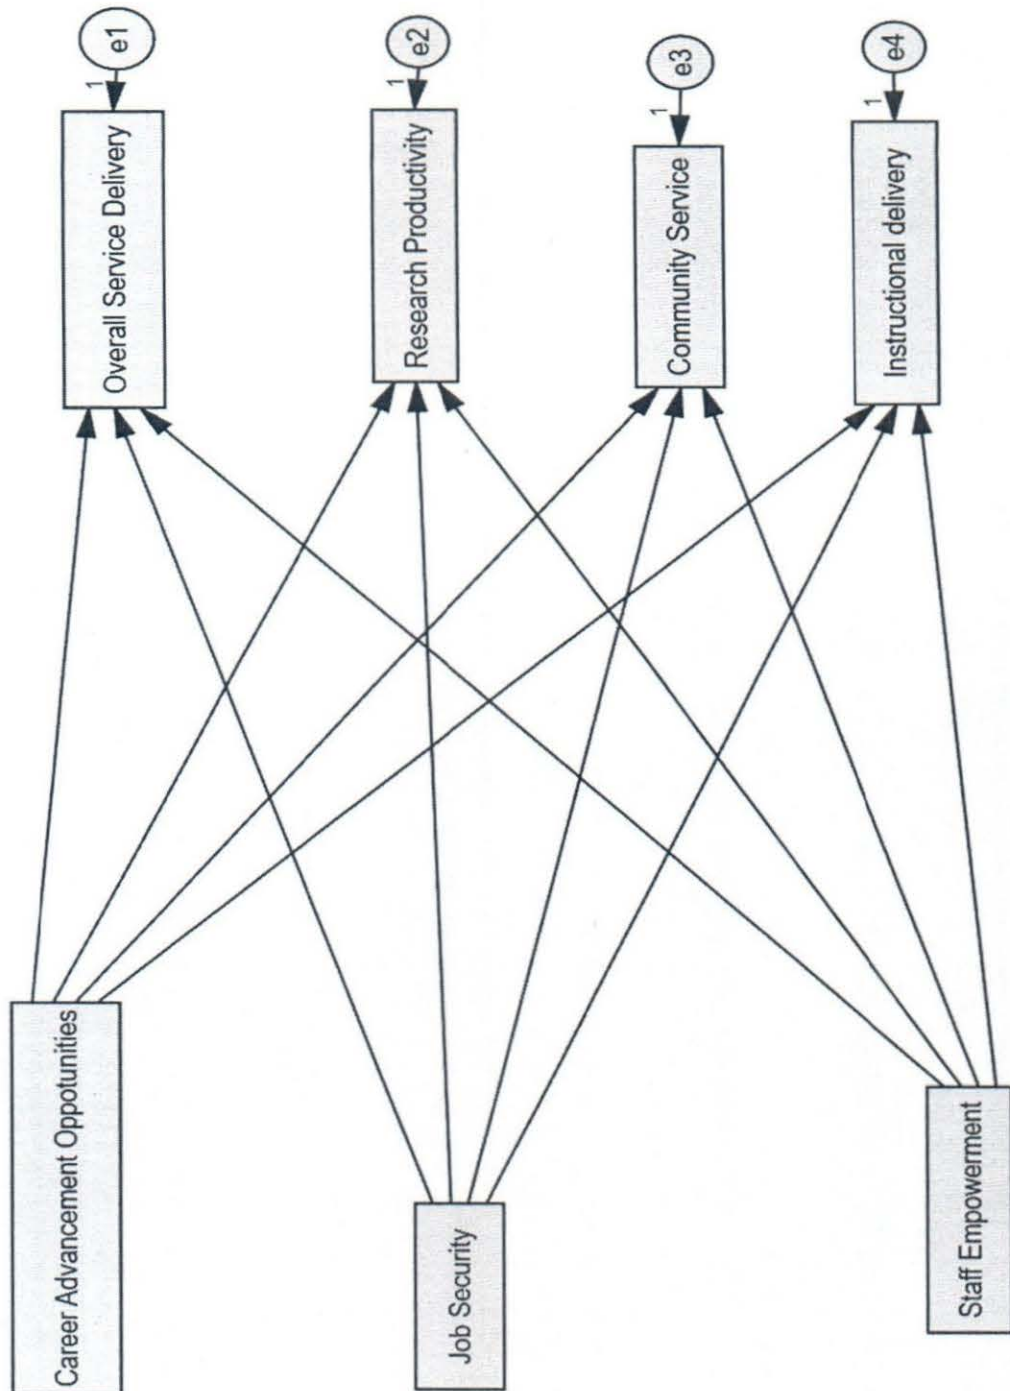 Career Advancement Oppotunities
Job Security
Staff Empowerment
Overall Service Delivery
Research Productivity
Community Service
Instructional delivery
1
1
1
1
e1
e2
e3
e4